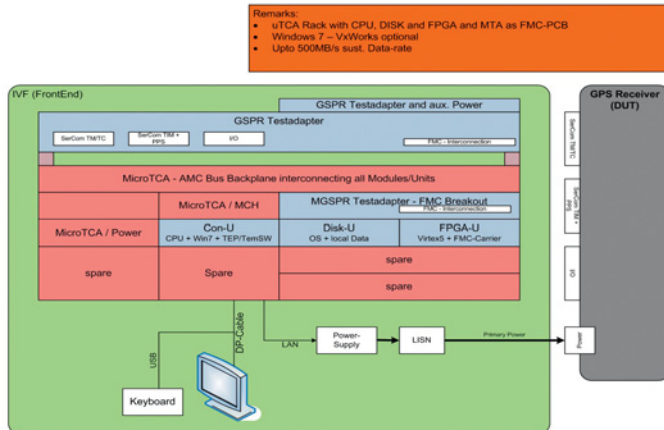 Remarks:
• uTCA Rack with CPU, DISK and FPGA and MTA as FMC-PCB
• Windows 7 – VxWorks optional
• Upto 500MB/s sust. Data-rate
IVF (FrontEnd)
GPS Receiver
(DUT)
GSPR Testadapter and aux. Power
GSPR Testadapter
SerCom TM/TC
SerCom TIM +
PPS
I/O
FMC - Interconnection
SerCom TM/TC
MicroTCA - AMC Bus Backplane interconnecting all Modules/Units
MicroTCA / MCH
MGSPR Testadapter - FMC Breakout
FMC - Interconnection
SerCom TIM +
PPS
MicroTCA / Power
Con-U
CPU + Win7 + TEP/TemSW
Disk-U
OS + local Data
FPGA-U
Virtex5 + FMC-Carrier
spare
Spare
spare
spare
I/O
USB
DP-Cable
LAN
Power-
Supply
LISN
Primary Power
Power
Keyboard